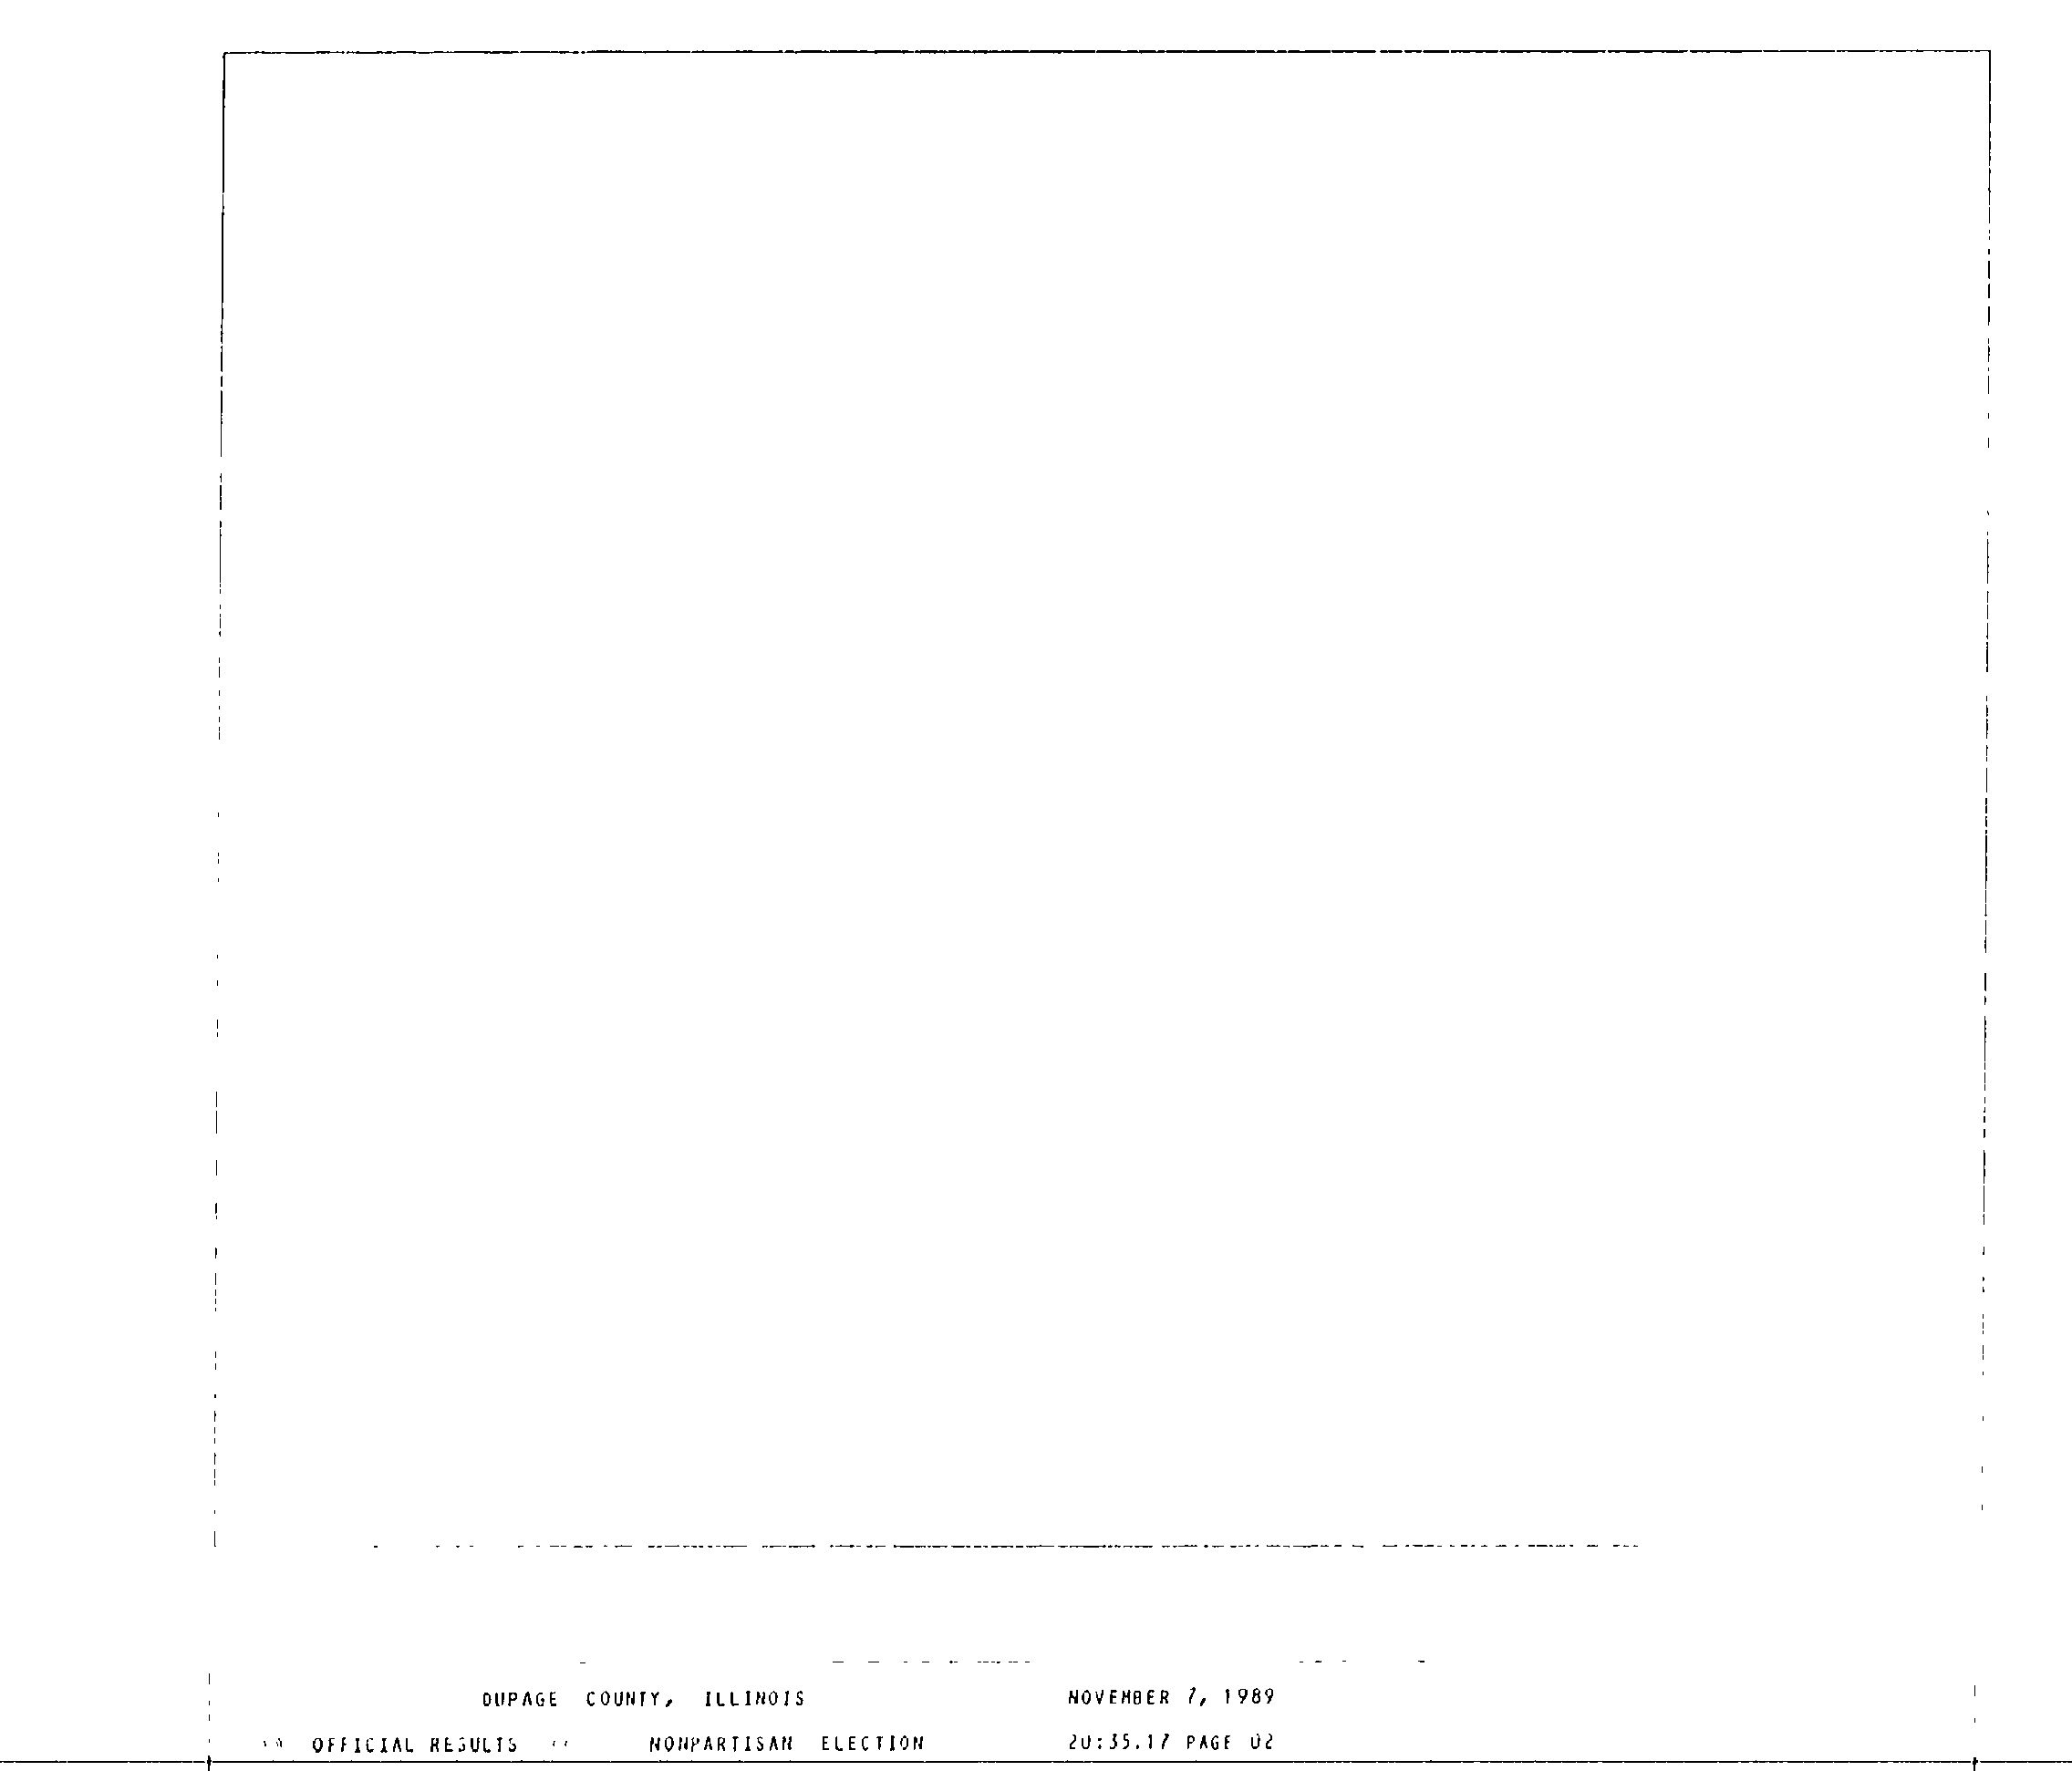 DUPAGE COUNTY, ILLINOIS NOVEMBER 7, 1989
OFFICIAL RESULTS NONPARTISAN ELECTION 20:35.17 PAGE 02